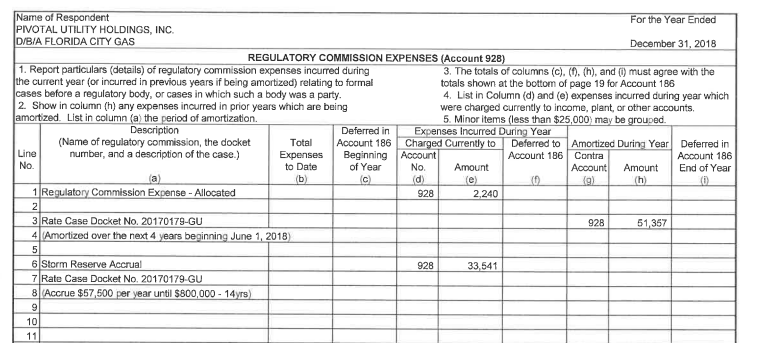 Name of Respondent
For the Year Ended
PIVOTAL UTILITY HOLDINGS, INC.
D/B/A FLORIDA CITY GAS
December 31, 2018
REGULATORY COMMISSION EXPENSES (Account 928)
1. Report particulars (details) of regulatory commission expenses incurred during
the current year (or incurred in previous years if being amortized) relating to formal
cases before a regulatory body, or cases in which such a body was a party.
2. Show in column (h) any expenses incurred in prior years which are being
amortized. List in column (a) the period of amortization.
3. The totals of columns (c), (f), (h), and (i) must agree with the
totals shown at the bottom of page 19 for Account 186
4. List in Column (d) and (e) expenses incurred during year which
were charged currently to income, plant, or other accounts.
5. Minor items (less than $25,000) may be grouped.
Line
No.
Description
(Name of regulatory commission, the docket
number, and a description of the case.)
(a)
Total
Expenses
to Date
(b)
Deferred in
Account 186
Beginning
of Year
(c)
Expenses Incurred During Year
Charged Currently to
Account
No.
(d)
Amount
(e)
Deferred to
Account 186
(f)
Amortized During Year
Contra
Account
(g)
Amount
(h)
Deferred in
Account 186
End of Year
(i)
1 Regulatory Commission Expense - Allocated 928 2,240
2
3 Rate Case Docket No. 20170179-GU 928 51,357
4 (Amortized over the next 4 years beginning June 1, 2018)
5
6 Storm Reserve Accrual 928 33,541
7 Rate Case Docket No. 20170179-GU
8 (Accrue $57,500 per year until $800,000 - 14yrs)
9
10
11